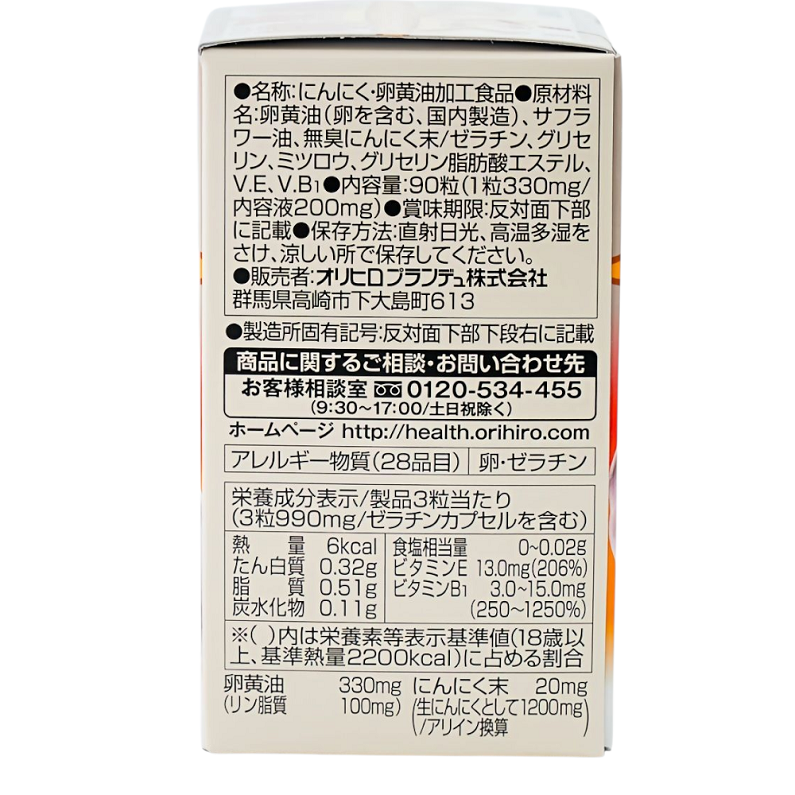 ●名称:にんにく・卵黄油加工食品●原材料
名:卵黄油(卵を含む、国内製造)、サフラ
ワー油、無臭にんにく末/ゼラチン、グリセ
リン、ミツロウ、グリセリン脂肪酸エステル、
V.E、V.B1●内容量:90粒(1粒330mg/
内容液200mg)●賞味期限:反対面下部
に記載●保存方法:直射日光、高温多湿を
さけ、涼しい所で保存してください。
●販売者:オリヒロプランデュ株式会社
群馬県高崎市下大島町613
●製造所固有記号:反対面下部下段右に記載
商品に関するご相談・お問い合わせ先
お客様相談室 0120-534-455
(9:30~17:00/土日祝除く)
ホームページ http://health.orihiro.com
アレルギー物質(28品目) 卵・ゼラチン
栄養成分表示/製品3粒当たり
(3粒990mg/ゼラチンカプセルを含む)
熱量 6kcal 食塩相当量 0~0.02g
たん白質 0.32g ビタミンE 13.0mg(206%)
脂質 0.51g ビタミンB1 3.0~15.0mg
炭水化物 0.11g (250~1250%)
※( )内は栄養素等表示基準値(18歳以
上、基準熱量2200kcal)に占める割合
卵黄油 330mg にんにく末 20mg
(リン脂質 100mg) (生にんにくとして1200mg)
(/アリイン換算)